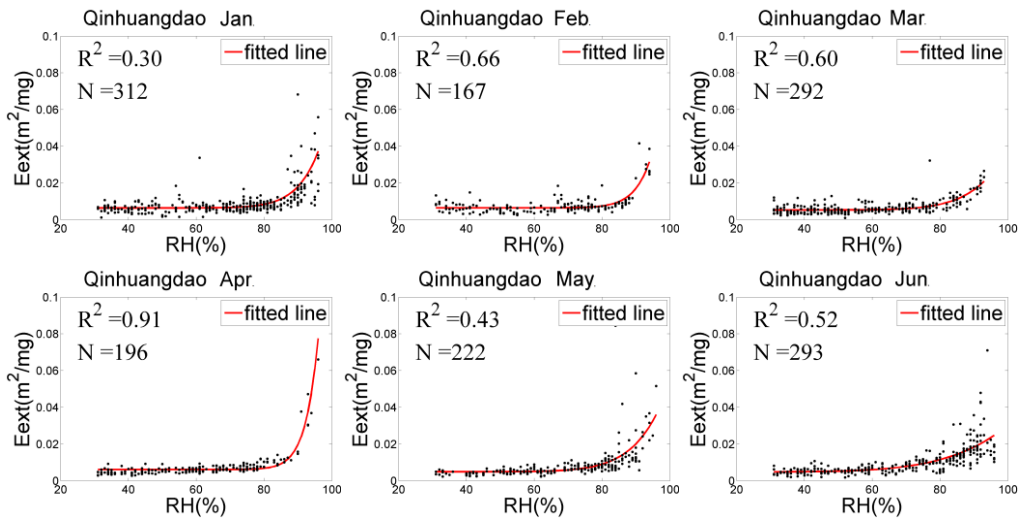 Qinhuangdao Jan.
R² =0.30
N =312
fitted line
Eext(m²/mg)
0.1
0.08
0.06
0.04
0.02
0
20
40
60
80
100
RH(%)
Qinhuangdao Feb.
R² =0.66
N =167
fitted line
Eext(m²/mg)
0.1
0.08
0.06
0.04
0.02
0
20
40
60
80
100
RH(%)
Qinhuangdao Mar.
R² =0.60
N =292
fitted line
Eext(m²/mg)
0.1
0.08
0.06
0.04
0.02
0
20
40
60
80
100
RH(%)
Qinhuangdao Apr.
R² =0.91
N =196
fitted line
Eext(m²/mg)
0.1
0.08
0.06
0.04
0.02
0
20
40
60
80
100
RH(%)
Qinhuangdao May.
R² =0.43
N =222
fitted line
Eext(m²/mg)
0.1
0.08
0.06
0.04
0.02
0
20
40
60
80
100
RH(%)
Qinhuangdao Jun.
R² =0.52
N =293
fitted line
Eext(m²/mg)
0.1
0.08
0.06
0.04
0.02
0
20
40
60
80
100
RH(%)